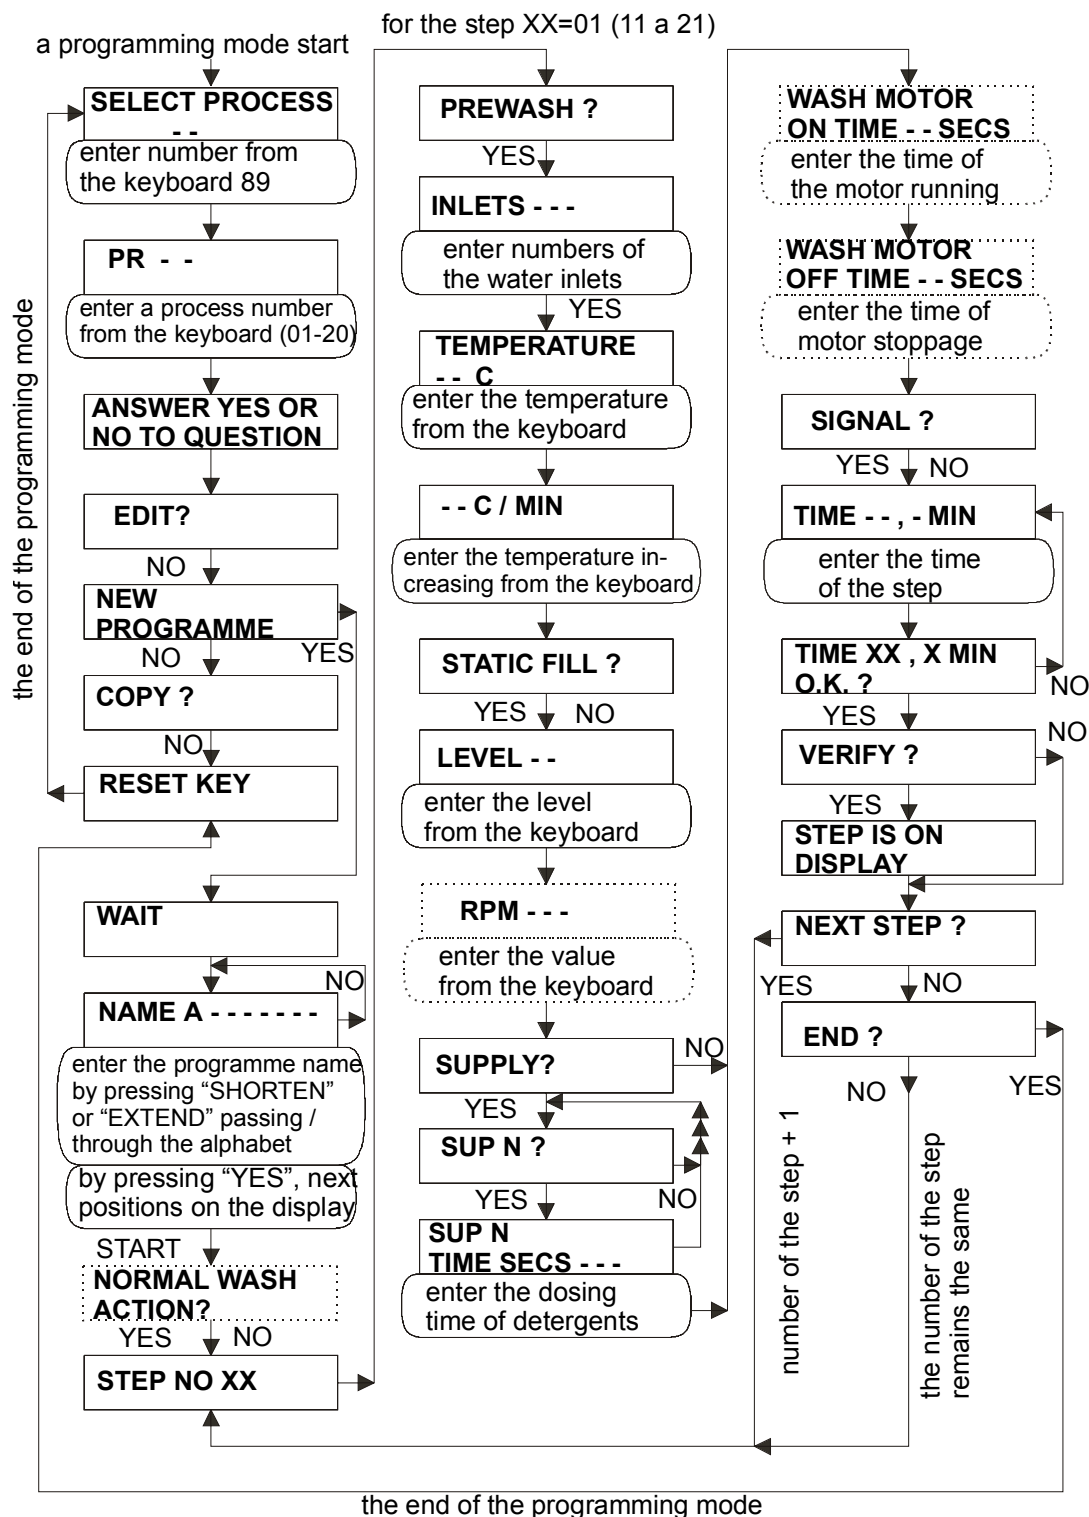 for the step XX=01 (11 a 21)
a programming mode start
SELECT PROCESS
- -
enter number from
the keyboard 89
PR - -
enter a process number
from the keyboard (01-20)
ANSWER YES OR
NO TO QUESTION
EDIT?
NO
NEW
PROGRAMME
NO
YES
COPY ?
NO
RESET KEY
the end of the programming mode
WAIT
NO
NAME A - - - - - - -
enter the programme name
by pressing “SHORTEN”
or “EXTEND” passing /
through the alphabet
by pressing “YES”, next
positions on the display
START
NORMAL WASH
ACTION?
YES NO
STEP NO XX
PREWASH ?
YES
INLETS - - -
enter numbers of
the water inlets
YES
TEMPERATURE
- - C
enter the temperature
from the keyboard
- - C / MIN
enter the temperature in-
creasing from the keyboard
STATIC FILL ?
YES NO
LEVEL - -
enter the level
from the keyboard
RPM - - -
enter the value
from the keyboard
SUPPLY?
NO
YES
SUP N ?
YES
NO
SUP N
TIME SECS - - -
enter the dosing
time of detergents
WASH MOTOR
ON TIME - - SECS
enter the time of
the motor running
WASH MOTOR
OFF TIME - - SECS
enter the time of
motor stoppage
SIGNAL ?
YES NO
TIME - - , - MIN
enter the time
of the step
TIME XX , X MIN
O.K. ?
NO
YES
NO
VERIFY ?
YES
STEP IS ON
DISPLAY
NEXT STEP ?
YES
NO
END ?
NO
YES
number of the step + 1
the number of the step
remains the same
the end of the programming mode